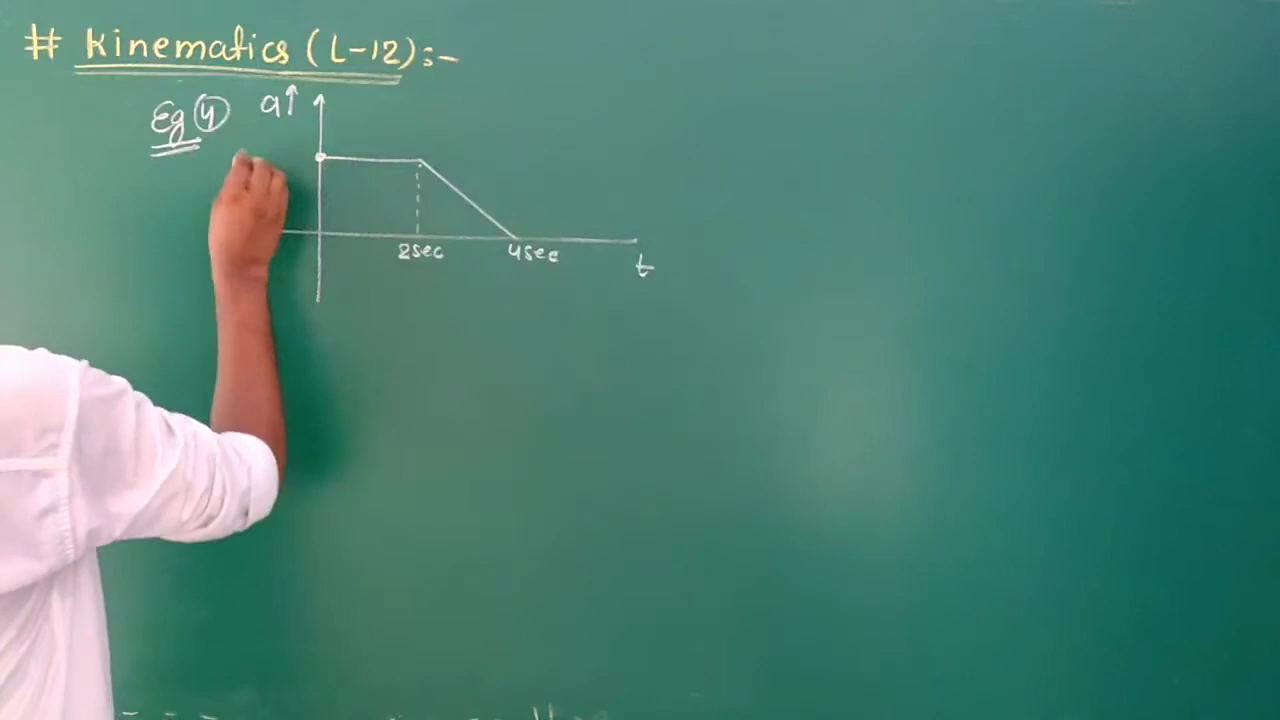 # Kinematics (L-12):-
Eg 4 a↑
2sec 4sec
t